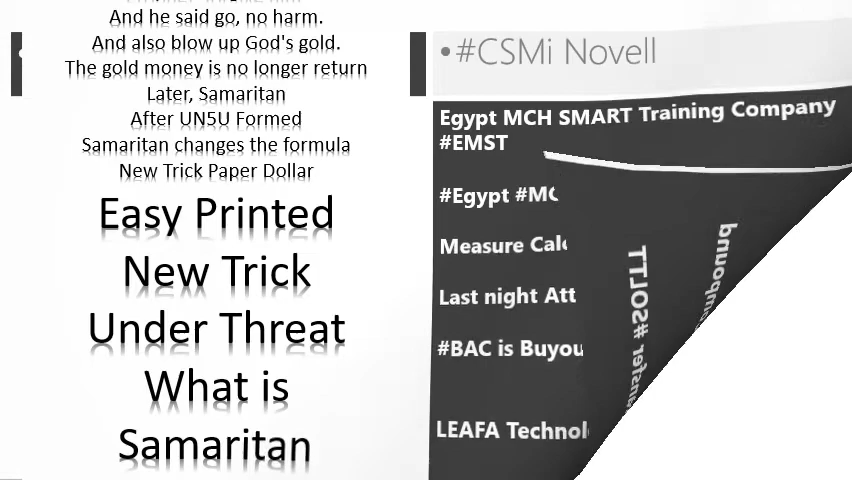 And he said go, no harm.
And also blow up God's gold.
The gold money is no longer return
Later, Samaritan
After UN5U Formed
Samaritan changes the formula
New Trick Paper Dollar
Easy Printed
New Trick
Under Threat
What is
Samaritan
•#CSMi Novell
Egypt MCH SMART Training Company
#EMST
#Egypt #MC
Measure Calc
Last night Att
#BAC is Buyou
LEAFA Technol